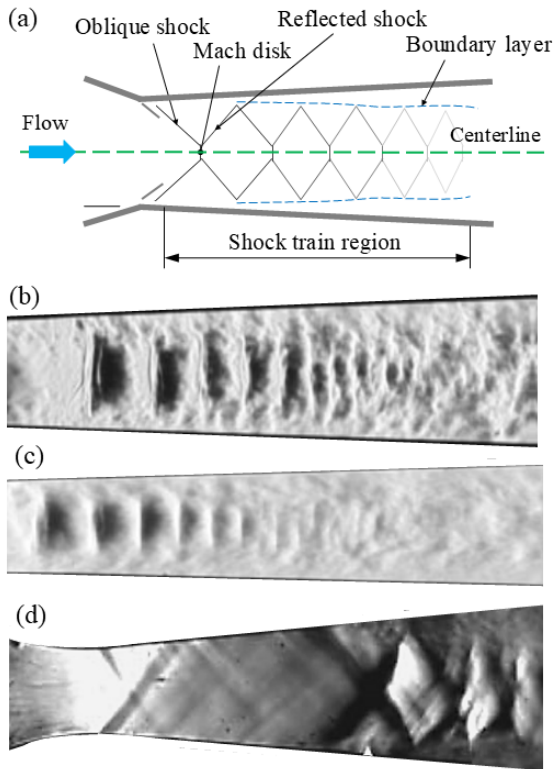 (a)
Reflected shock
Oblique shock
Mach disk
Boundary layer
Flow
Centerline
Shock train region
(b)
(c)
(d)